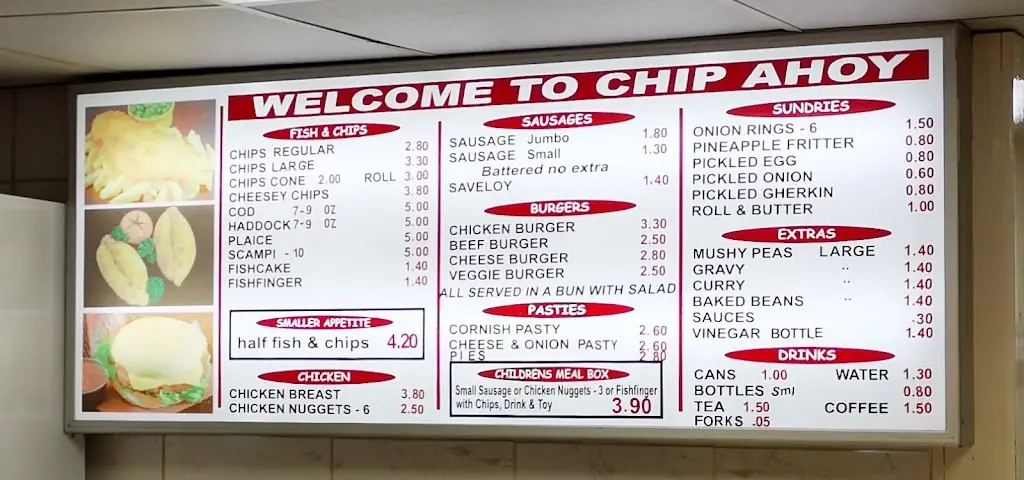 WELCOME TO CHIP AHOY
FISH & CHIPS
CHIPS REGULAR 2.80
CHIPS LARGE 3.30
CHIPS CONE 2.00 ROLL 3.00
CHEESEY CHIPS 3.80
COD 7-9 OZ 5.00
HADDOCK 7-9 OZ 5.00
PLAICE 5.00
SCAMPI - 10 5.00
FISHCAKE 1.40
FISHFINGER 1.40
SMALLER APPETITE
half fish & chips 4.20
CHICKEN
CHICKEN BREAST 3.80
CHICKEN NUGGETS - 6 2.50
SAUSAGES
SAUSAGE Jumbo 1.80
SAUSAGE Small 1.30
Battered no extra
SAVELOY 1.40
BURGERS
CHICKEN BURGER 3.30
BEEF BURGER 2.50
CHEESE BURGER 2.80
VEGGIE BURGER 2.50
ALL SERVED IN A BUN WITH SALAD
PASTIES
CORNISH PASTY 2.60
CHEESE & ONION PASTY 2.60
PIES 2.80
CHILDRENS MEAL BOX
Small Sausage or Chicken Nuggets - 3 or Fishfinger
with Chips, Drink & Toy 3.90
SUNDRIES
ONION RINGS - 6 1.50
PINEAPPLE FRITTER 0.80
PICKLED EGG 0.80
PICKLED ONION 0.60
PICKLED GHERKIN 0.80
ROLL & BUTTER 1.00
EXTRAS
MUSHY PEAS LARGE 1.40
GRAVY " 1.40
CURRY " 1.40
BAKED BEANS " 1.40
SAUCES .30
VINEGAR BOTTLE 1.40
DRINKS
CANS 1.00 WATER 1.30
BOTTLES Sml 0.80
TEA 1.50 COFFEE 1.50
FORKS .05